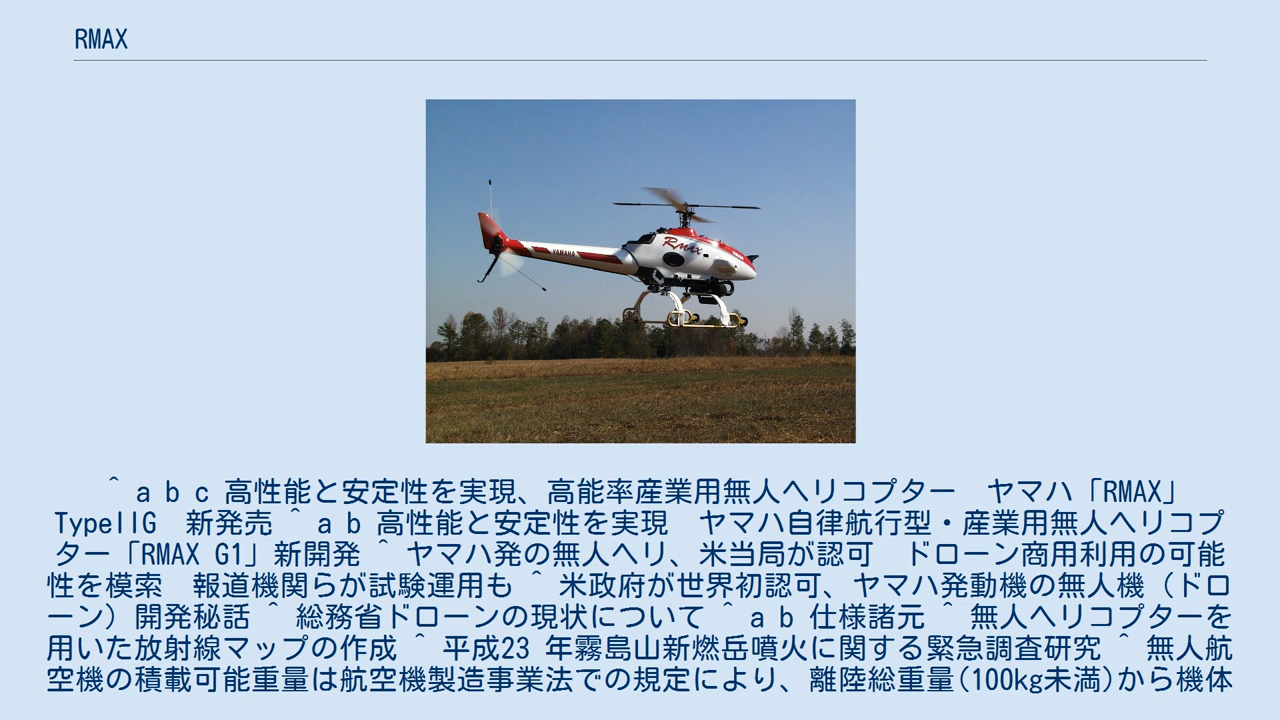 RMAX
Rmax
YAMAHA
^ a b c 高性能と安定性を実現、高能率産業用無人ヘリコプター　ヤマハ「RMAX」
TypeIIG　新発売 ^ a b 高性能と安定性を実現　ヤマハ自律航行型・産業用無人ヘリコプ
ター「RMAX G1」新開発 ^ ヤマハ発の無人ヘリ、米当局が認可　ドローン商用利用の可能
性を模索　報道機関らが試験運用も ^ 米政府が世界初認可、ヤマハ発動機の無人機（ドロ
ーン）開発秘話 ^ 総務省ドローンの現状について ^ a b 仕様諸元 ^ 無人ヘリコプターを
用いた放射線マップの作成 ^ 平成23 年霧島山新燃岳噴火に関する緊急調査研究 ^ 無人航
空機の積載可能重量は航空機製造事業法での規定により、離陸総重量(100kg未満)から機体